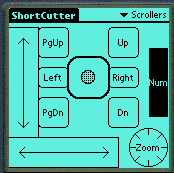 ShortCutter ▼ Scrollers
PgUp Up
Left Right Num
PgDn Dn
Zoom